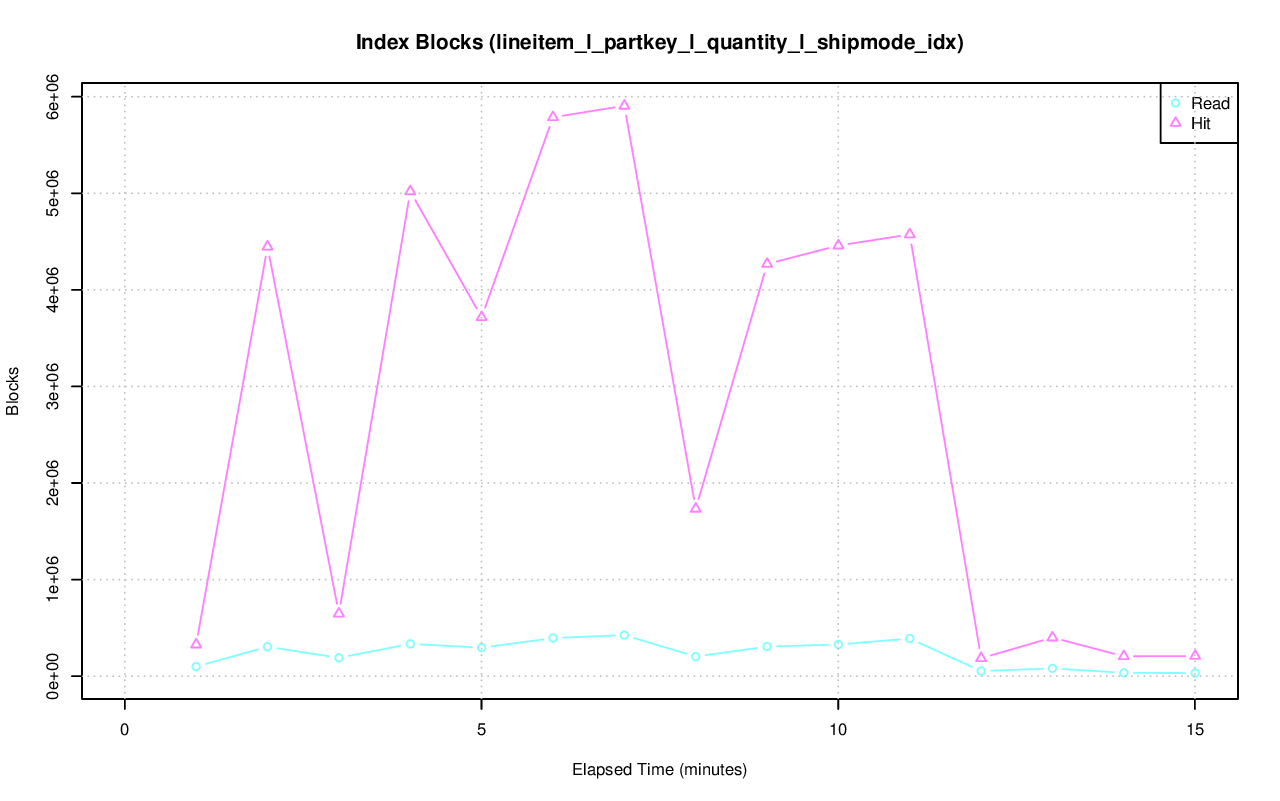 Index Blocks (lineitem_l_partkey_l_quantity_l_shipmode_idx)
Read
Hit
6e+06
5e+06
4e+06
3e+06
2e+06
1e+06
0e+00
Blocks
0 5 10 15
Elapsed Time (minutes)